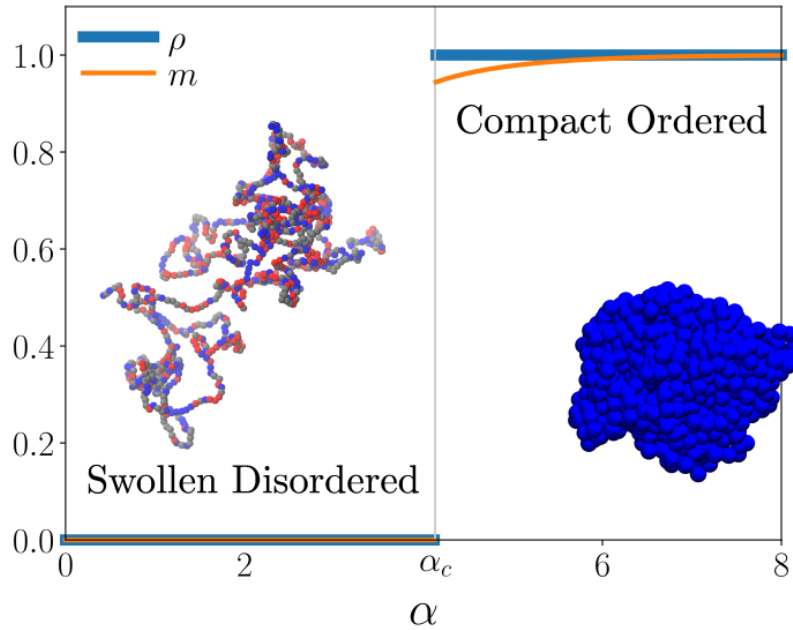 ρ
m
1.0
0.8
0.6
0.4
0.2
0.0
Compact Ordered
Swollen Disordered
0 2 α_c 6 8
α